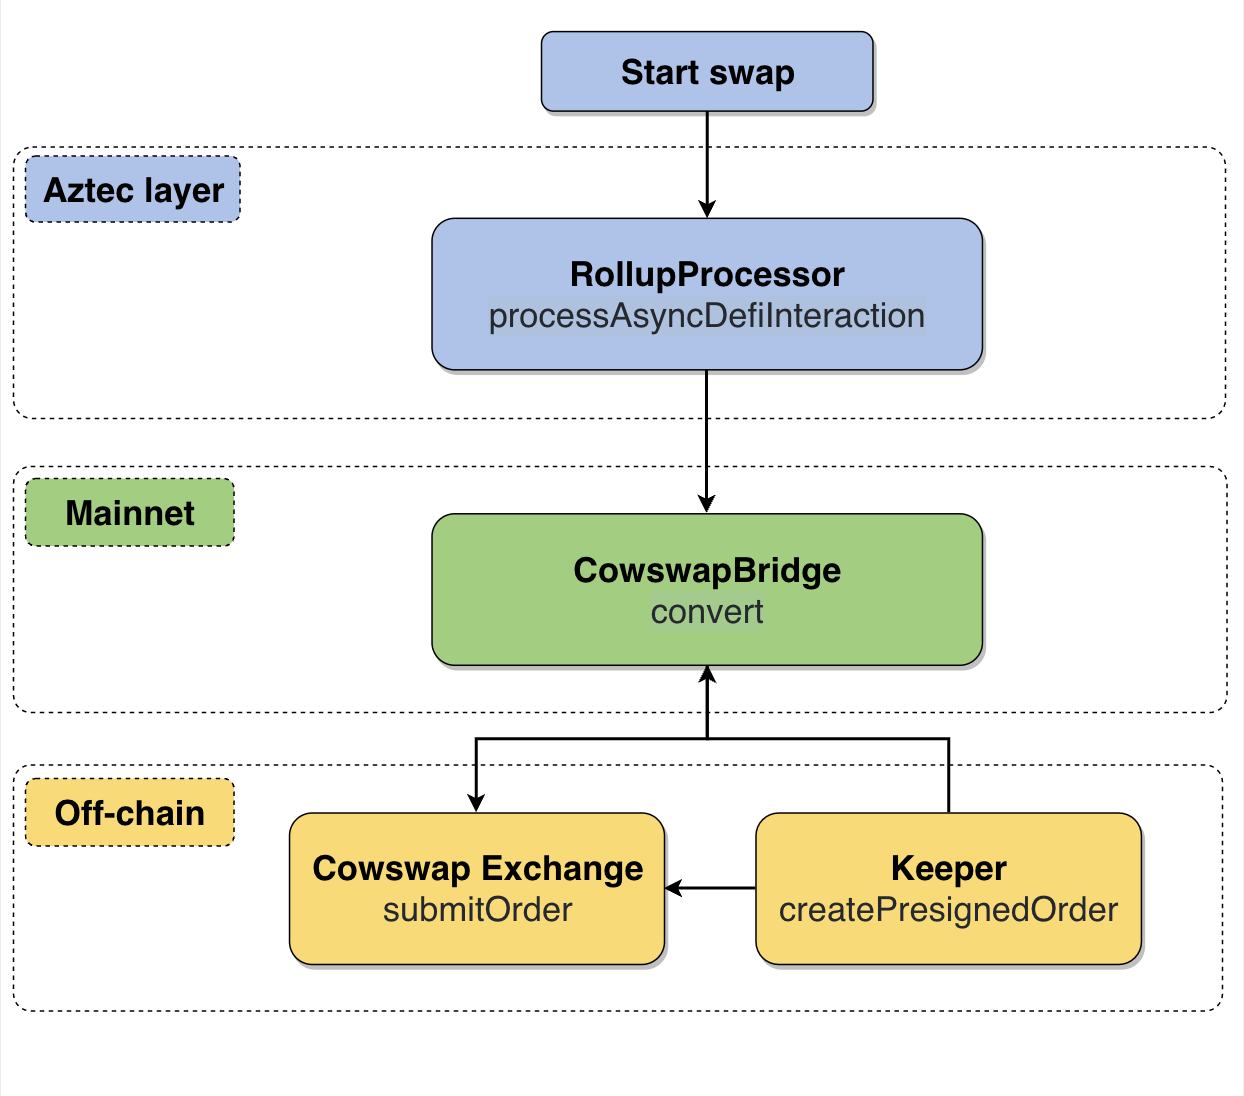 Start swap
Aztec layer
RollupProcessor
processAsyncDefiInteraction
Mainnet
CowswapBridge
convert
Off-chain
Cowswap Exchange
submitOrder
Keeper
createPresignedOrder